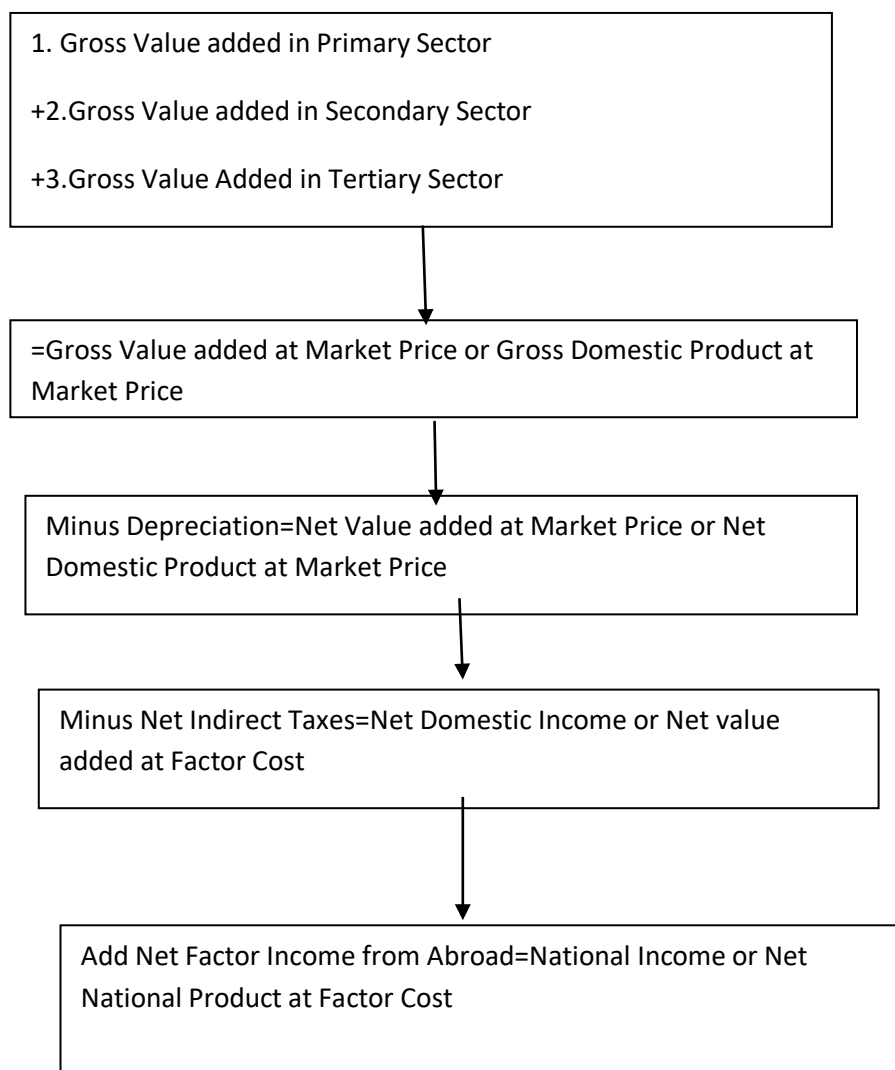 1. Gross Value added in Primary Sector
+2.Gross Value added in Secondary Sector
+3.Gross Value Added in Tertiary Sector
=Gross Value added at Market Price or Gross Domestic Product at
Market Price
Minus Depreciation=Net Value added at Market Price or Net
Domestic Product at Market Price
Minus Net Indirect Taxes=Net Domestic Income or Net value
added at Factor Cost
Add Net Factor Income from Abroad=National Income or Net
National Product at Factor Cost